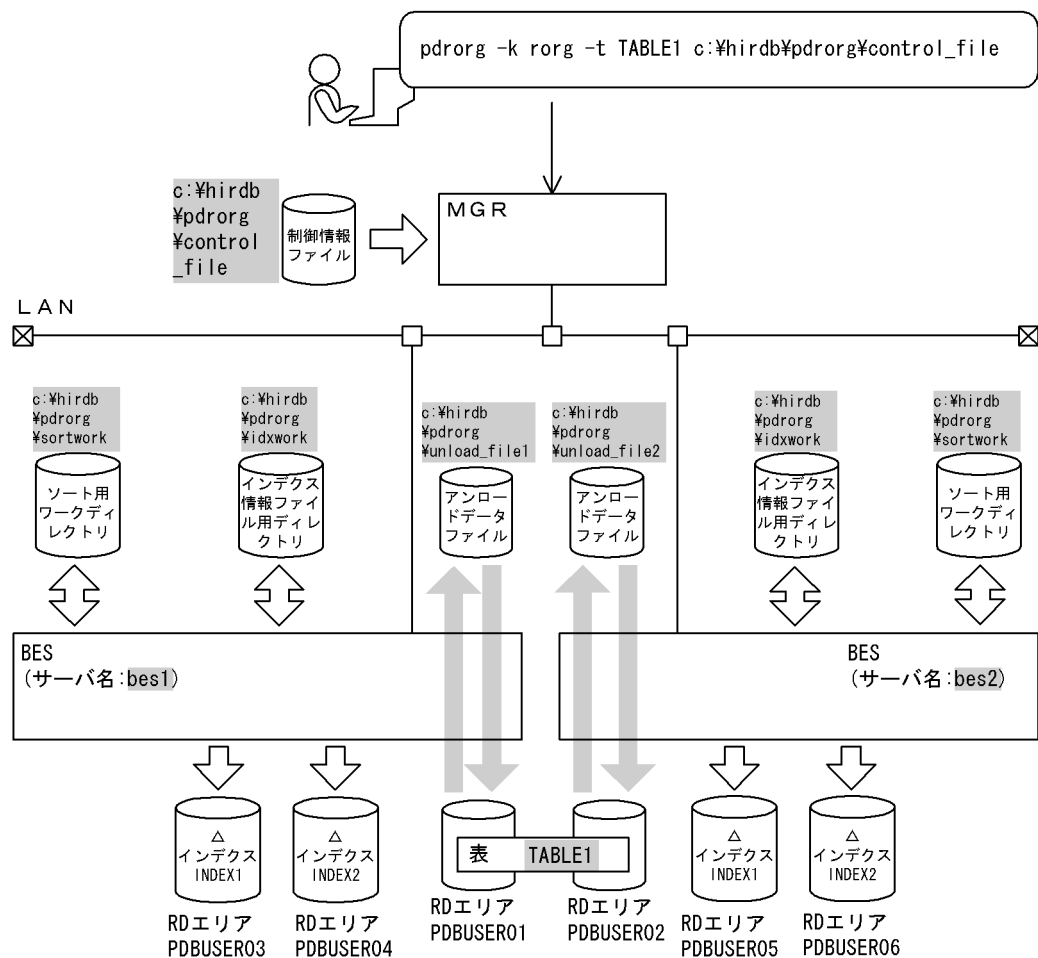 pdrorg -k rorg -t TABLE1 c:¥hirdb¥pdrorg¥control_file
c:¥hirdb
¥pdrorg
¥control
_file
制御情報
ファイル
ＭＧＲ
ＬＡＮ
c:¥hirdb
¥pdrorg
¥sortwork
ソート用
ワークディ
レクトリ
c:¥hirdb
¥pdrorg
¥idxwork
インデクス
情報ファイ
ル用ディレ
クトリ
c:¥hirdb
¥pdrorg
¥unload_file1
アンロー
ドデータ
ファイル
c:¥hirdb
¥pdrorg
¥unload_file2
アンロー
ドデータ
ファイル
c:¥hirdb
¥pdrorg
¥idxwork
インデクス
情報ファイ
ル用ディレ
クトリ
c:¥hirdb
¥pdrorg
¥sortwork
ソート用
ワークディ
レクトリ
BES
(サーバ名:bes1)
BES
(サーバ名:bes2)
△
インデクス
INDEX1
RDエリア
PDBUSER03
△
インデクス
INDEX2
RDエリア
PDBUSER04
表 TABLE1
RDエリア
PDBUSER01
RDエリア
PDBUSER02
△
インデクス
INDEX1
RDエリア
PDBUSER05
△
インデクス
INDEX2
RDエリア
PDBUSER06